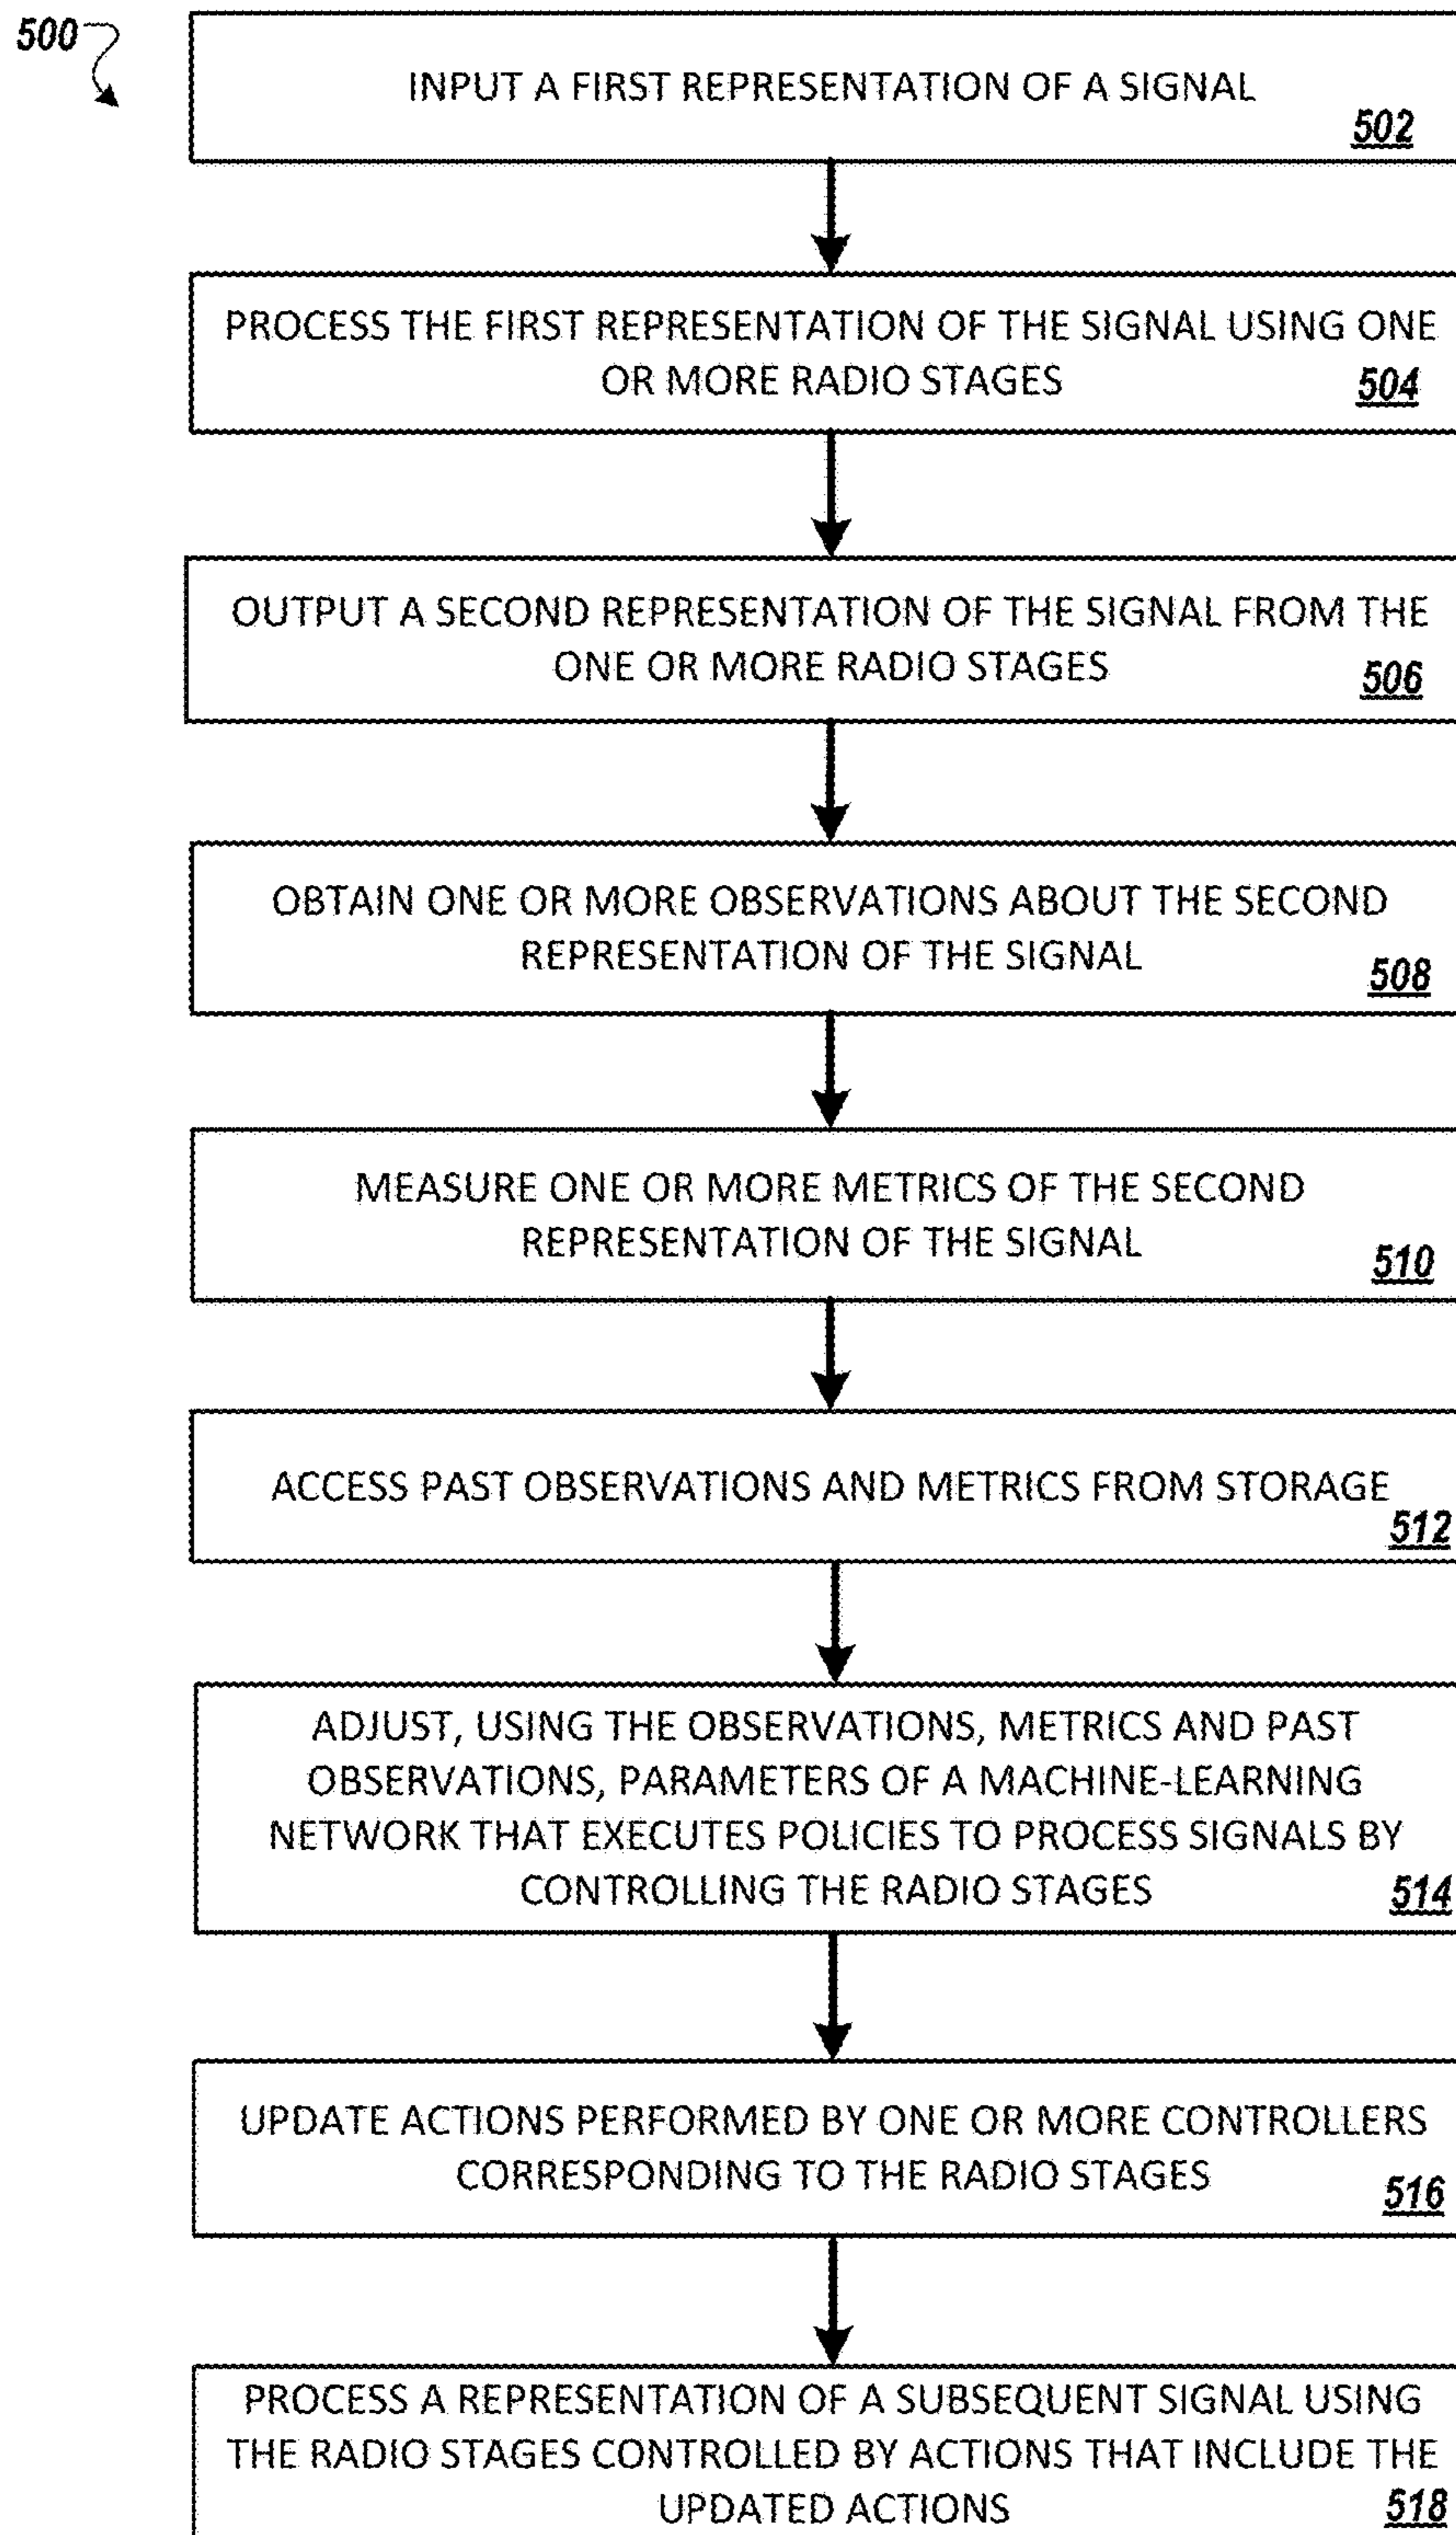 500
INPUT A FIRST REPRESENTATION OF A SIGNAL
502
PROCESS THE FIRST REPRESENTATION OF THE SIGNAL USING ONE
OR MORE RADIO STAGES
504
OUTPUT A SECOND REPRESENTATION OF THE SIGNAL FROM THE
ONE OR MORE RADIO STAGES
506
OBTAIN ONE OR MORE OBSERVATIONS ABOUT THE SECOND
REPRESENTATION OF THE SIGNAL
508
MEASURE ONE OR MORE METRICS OF THE SECOND
REPRESENTATION OF THE SIGNAL
510
ACCESS PAST OBSERVATIONS AND METRICS FROM STORAGE
512
ADJUST, USING THE OBSERVATIONS, METRICS AND PAST
OBSERVATIONS, PARAMETERS OF A MACHINE-LEARNING
NETWORK THAT EXECUTES POLICIES TO PROCESS SIGNALS BY
CONTROLLING THE RADIO STAGES
514
UPDATE ACTIONS PERFORMED BY ONE OR MORE CONTROLLERS
CORRESPONDING TO THE RADIO STAGES
516
PROCESS A REPRESENTATION OF A SUBSEQUENT SIGNAL USING
THE RADIO STAGES CONTROLLED BY ACTIONS THAT INCLUDE THE
UPDATED ACTIONS
518